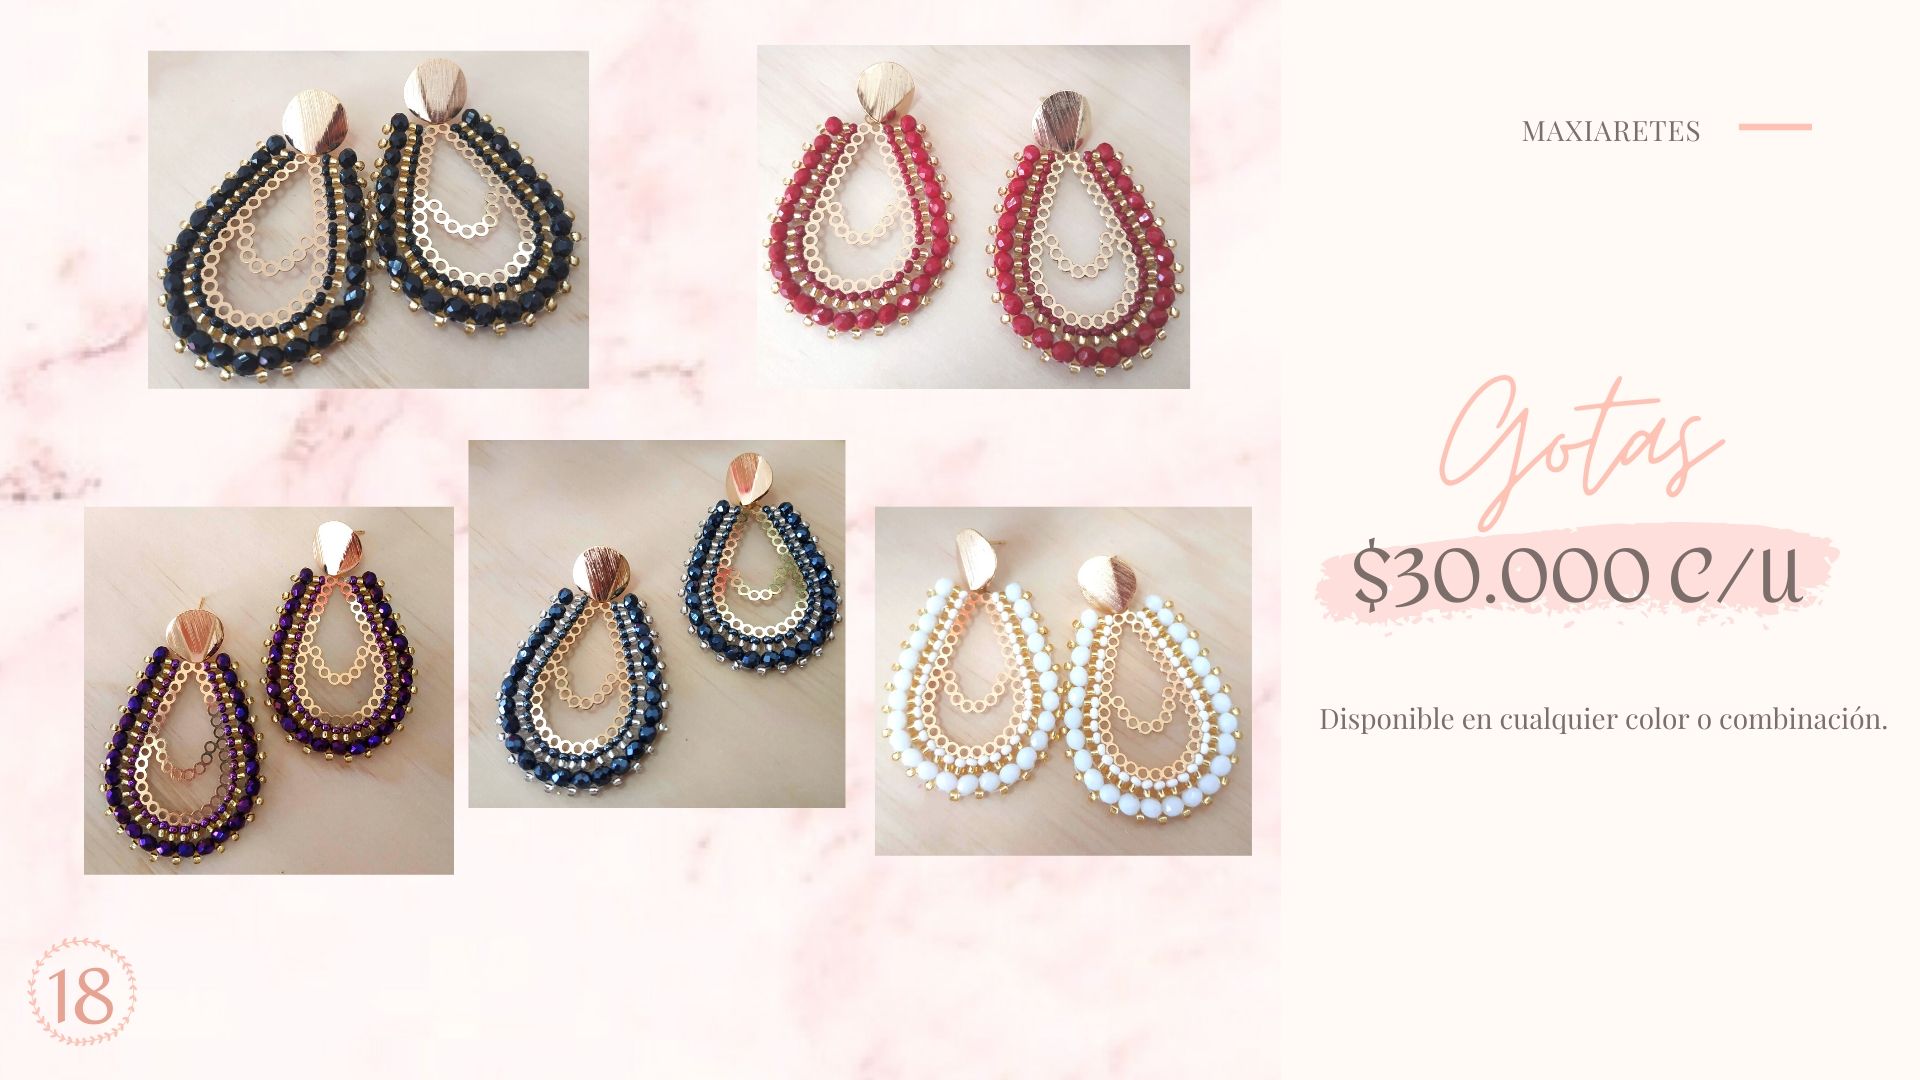 MAXIARETES
Gotas
$30.000 C/U
Disponible en cualquier color o combinación.
18